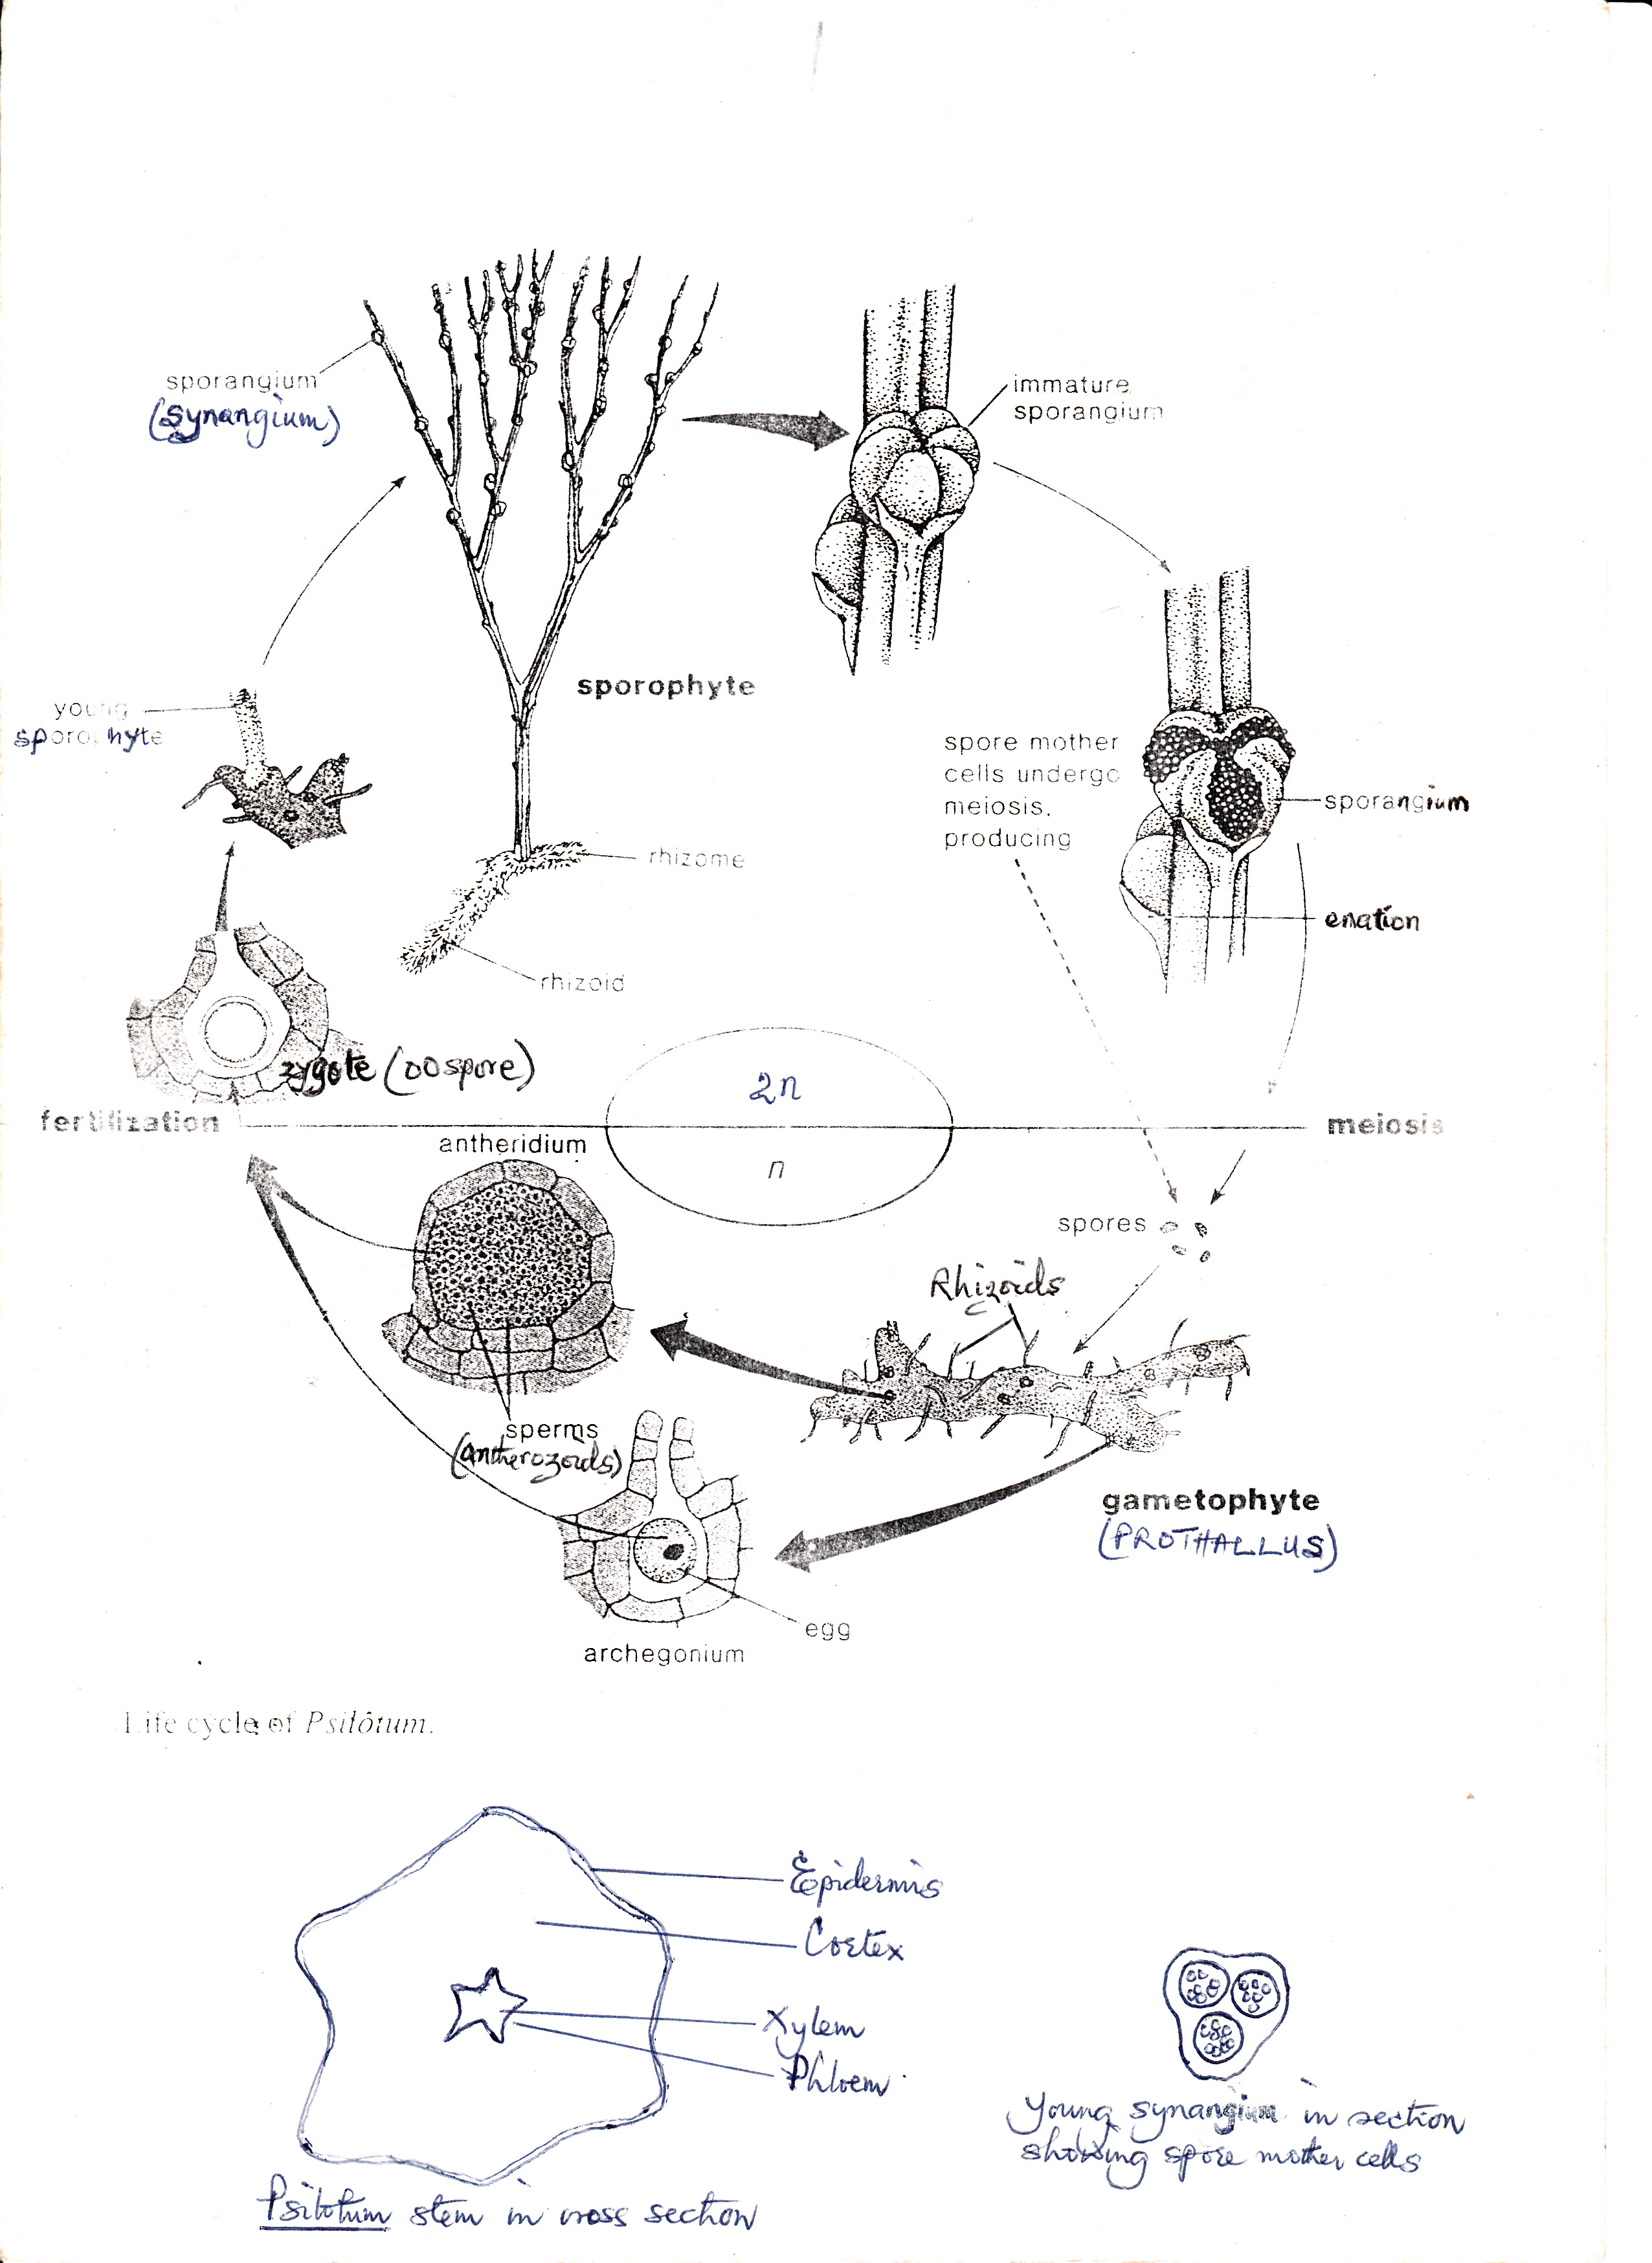 sporangium
(synangium)
immature
sporangium
young
sporophyte
sporophyte
spore mother
cells undergo
meiosis,
producing
sporangium
rhizome
enation
rhizoid
zygote (oospore)
2n
fertilization
meiosis
antheridium
n
spores
Rhizoids
sperms
(antherozoids)
gametophyte
(PROTHALLUS)
egg
archegonium
Life cycle of Psilôtum.
Epidermis
Cortex
Xylem
Phloem
Young synangium in section
showing spore mother cells
Psilotum stem in cross section